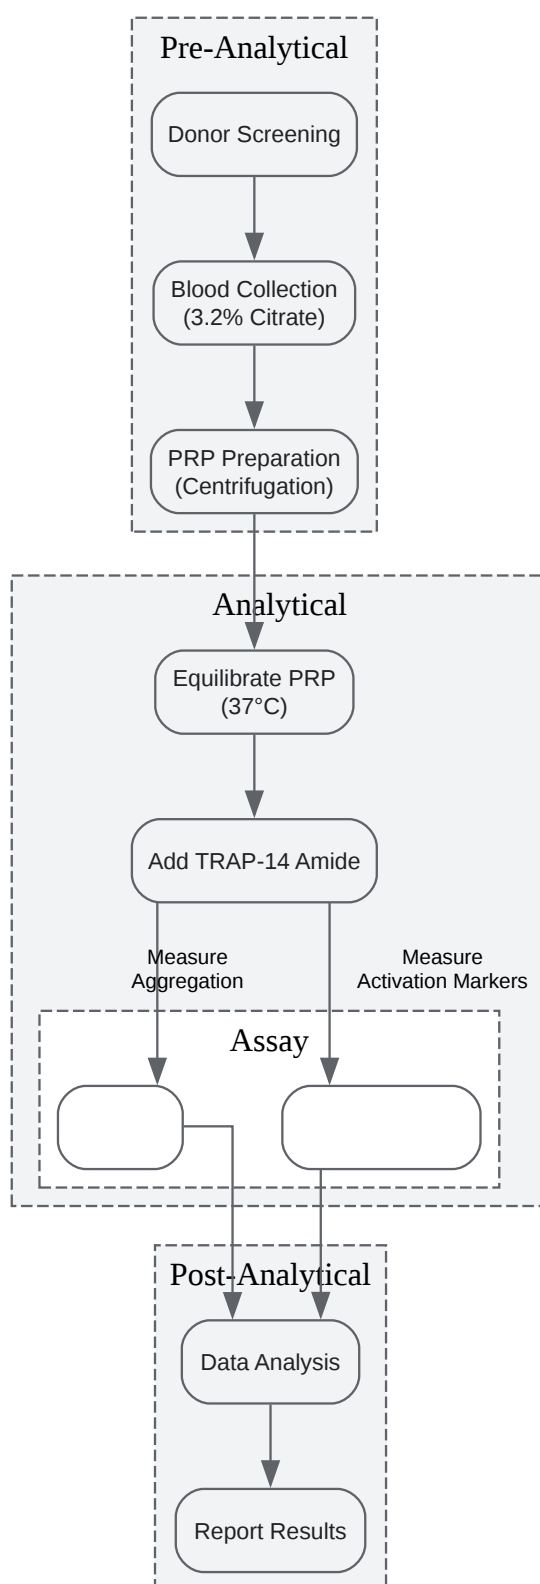 Pre-Analytical
Donor Screening
Blood Collection
(3.2% Citrate)
PRP Preparation
(Centrifugation)
Analytical
Equilibrate PRP
(37°C)
Add TRAP-14 Amide
Measure
Aggregation
Measure
Activation Markers
Assay
Post-Analytical
Data Analysis
Report Results